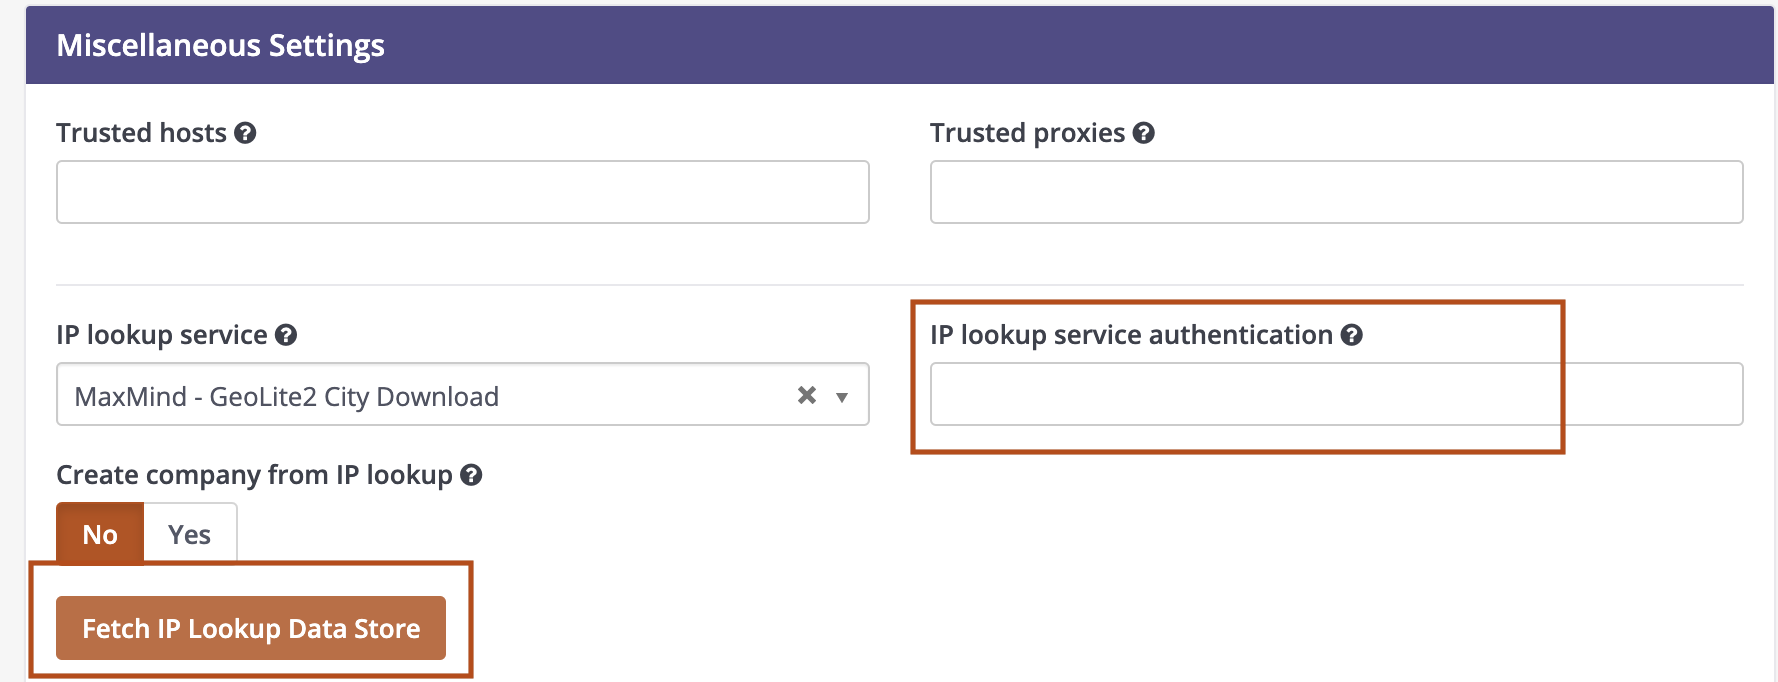 Miscellaneous Settings
Trusted hosts
Trusted proxies
IP lookup service
IP lookup service authentication
MaxMind - GeoLite2 City Download
Create company from IP lookup
No Yes
Fetch IP Lookup Data Store